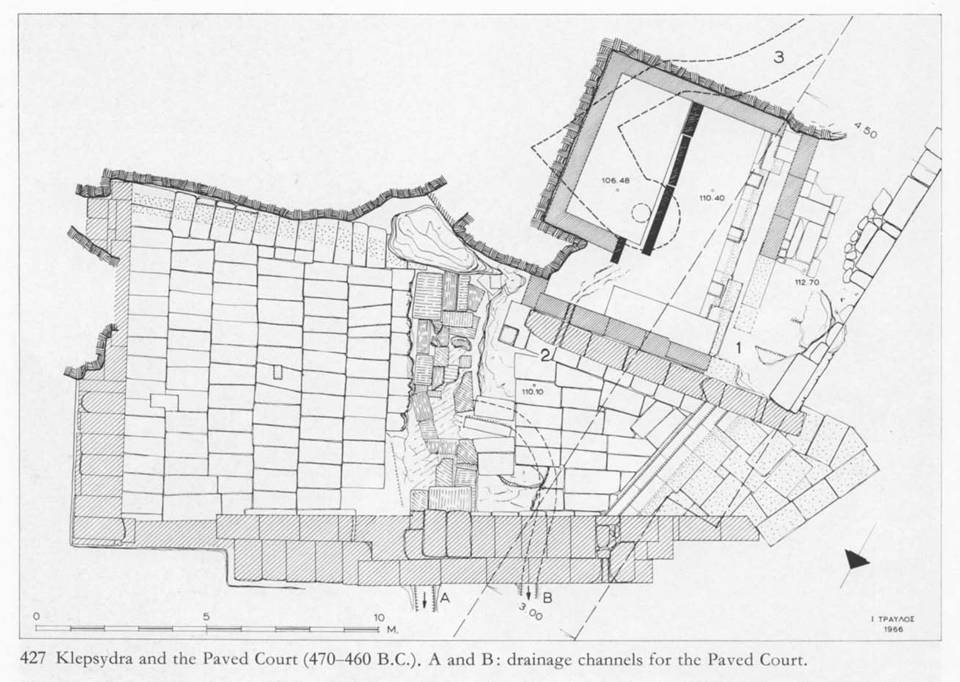 3
4.50
106.48
110.40
112.70
1
2
110.10
A
B
3.00
0 5 10 M.
Ι ΤΡΑΥΛΟΣ
1966
427 Klepsydra and the Paved Court (470–460 B.C.). A and B: drainage channels for the Paved Court.